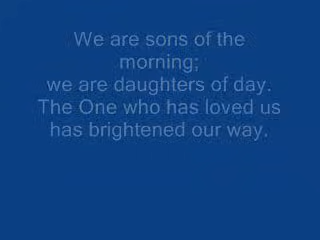 We are sons of the
morning;
we are daughters of day.
The One who has loved us
has brightened our way.